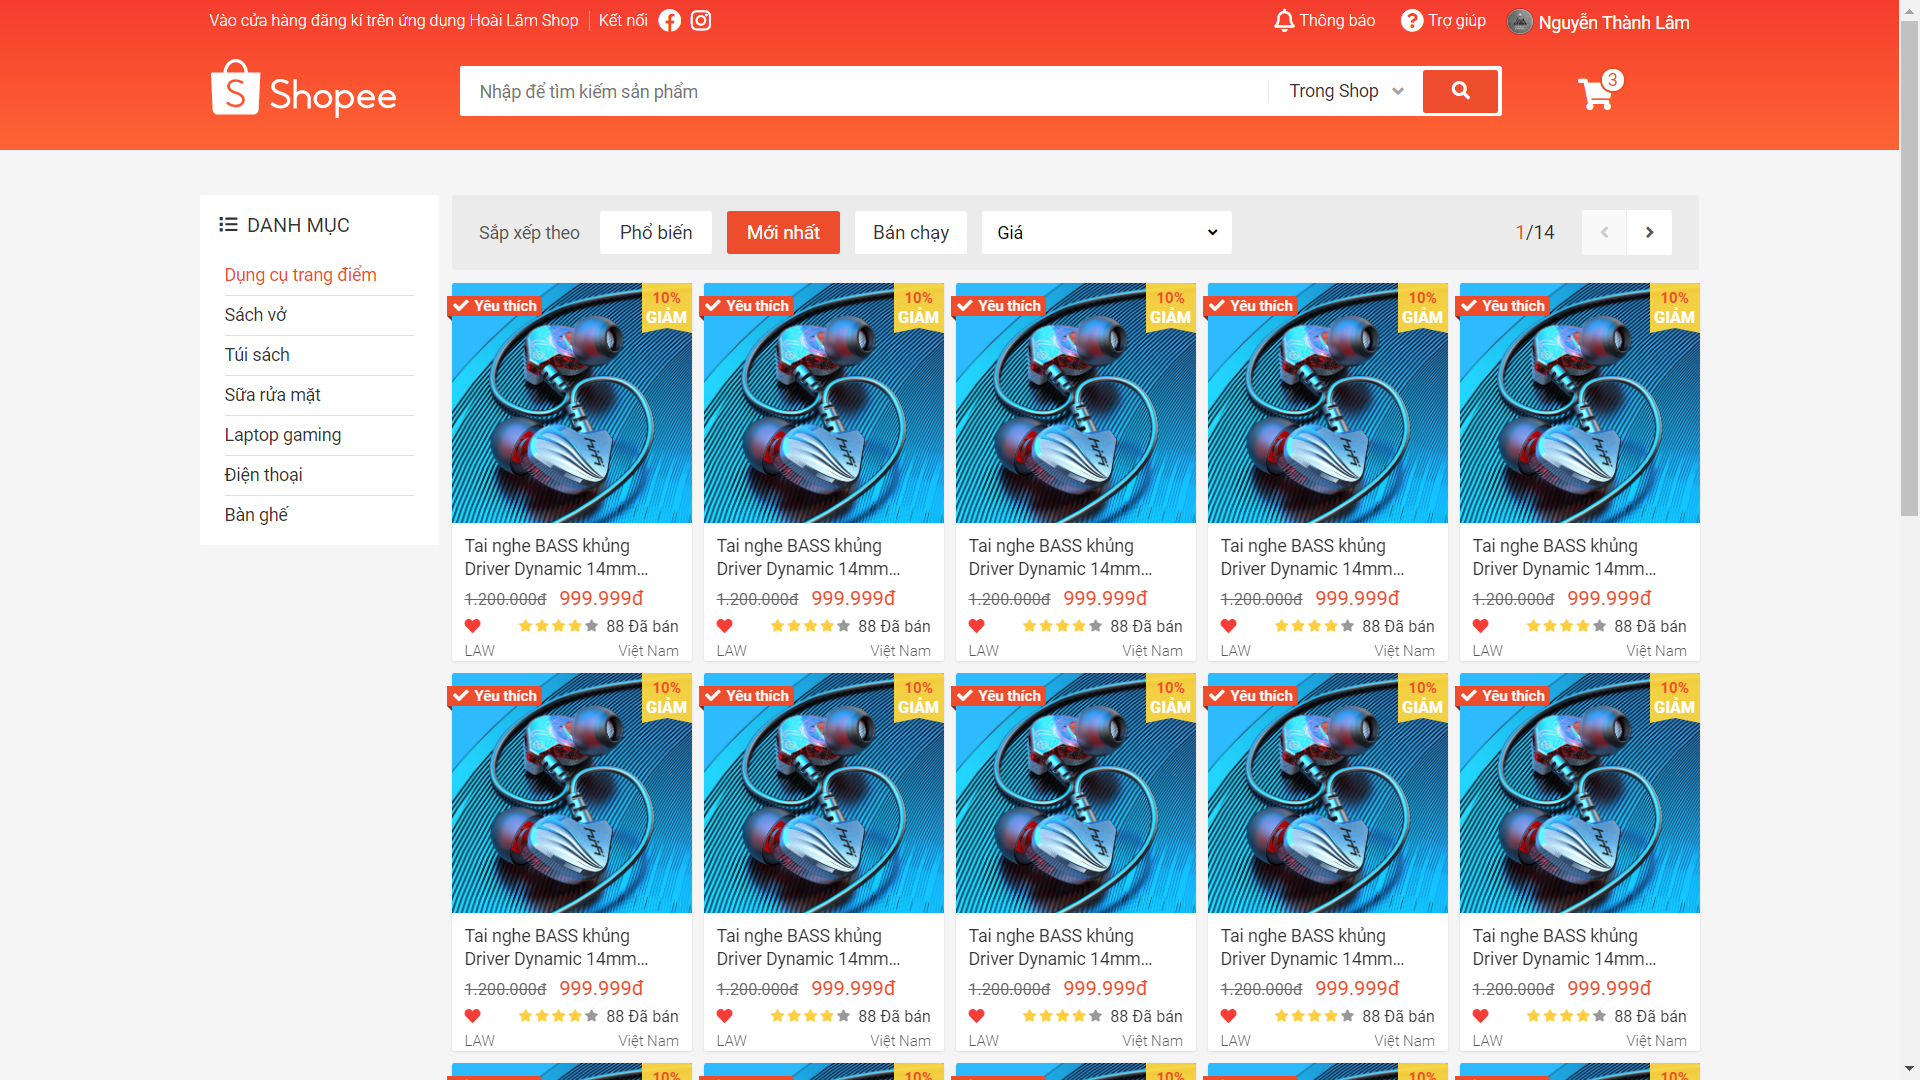 Vào cửa hàng đăng kí trên ứng dụng Hoài Lâm Shop Kết nối Thông báo Trợ giúp Nguyễn Thành Lâm
Shopee
Nhập để tìm kiếm sản phẩm Trong Shop 3
DANH MỤC
Dụng cụ trang điểm
Sách vở
Túi sách
Sữa rửa mặt
Laptop gaming
Điện thoại
Bàn ghế
Sắp xếp theo Phổ biến Mới nhất Bán chạy Giá 1/14
Yêu thích 10% Yêu thích 10% Yêu thích 10% Yêu thích 10% Yêu thích 10%
GIẢM GIẢM GIẢM GIẢM GIẢM
hifi hifi hifi hifi hifi
Tai nghe BASS khủng Tai nghe BASS khủng Tai nghe BASS khủng Tai nghe BASS khủng Tai nghe BASS khủng
Driver Dynamic 14mm... Driver Dynamic 14mm... Driver Dynamic 14mm... Driver Dynamic 14mm... Driver Dynamic 14mm...
1.200.000đ 999.999đ 1.200.000đ 999.999đ 1.200.000đ 999.999đ 1.200.000đ 999.999đ 1.200.000đ 999.999đ
88 Đã bán 88 Đã bán 88 Đã bán 88 Đã bán 88 Đã bán
LAW Việt Nam LAW Việt Nam LAW Việt Nam LAW Việt Nam LAW Việt Nam
Yêu thích 10% Yêu thích 10% Yêu thích 10% Yêu thích 10% Yêu thích 10%
GIẢM GIẢM GIẢM GIẢM GIẢM
hifi hifi hifi hifi hifi
Tai nghe BASS khủng Tai nghe BASS khủng Tai nghe BASS khủng Tai nghe BASS khủng Tai nghe BASS khủng
Driver Dynamic 14mm... Driver Dynamic 14mm... Driver Dynamic 14mm... Driver Dynamic 14mm... Driver Dynamic 14mm...
1.200.000đ 999.999đ 1.200.000đ 999.999đ 1.200.000đ 999.999đ 1.200.000đ 999.999đ 1.200.000đ 999.999đ
88 Đã bán 88 Đã bán 88 Đã bán 88 Đã bán 88 Đã bán
LAW Việt Nam LAW Việt Nam LAW Việt Nam LAW Việt Nam LAW Việt Nam
10% 10% 10% 10% 10%